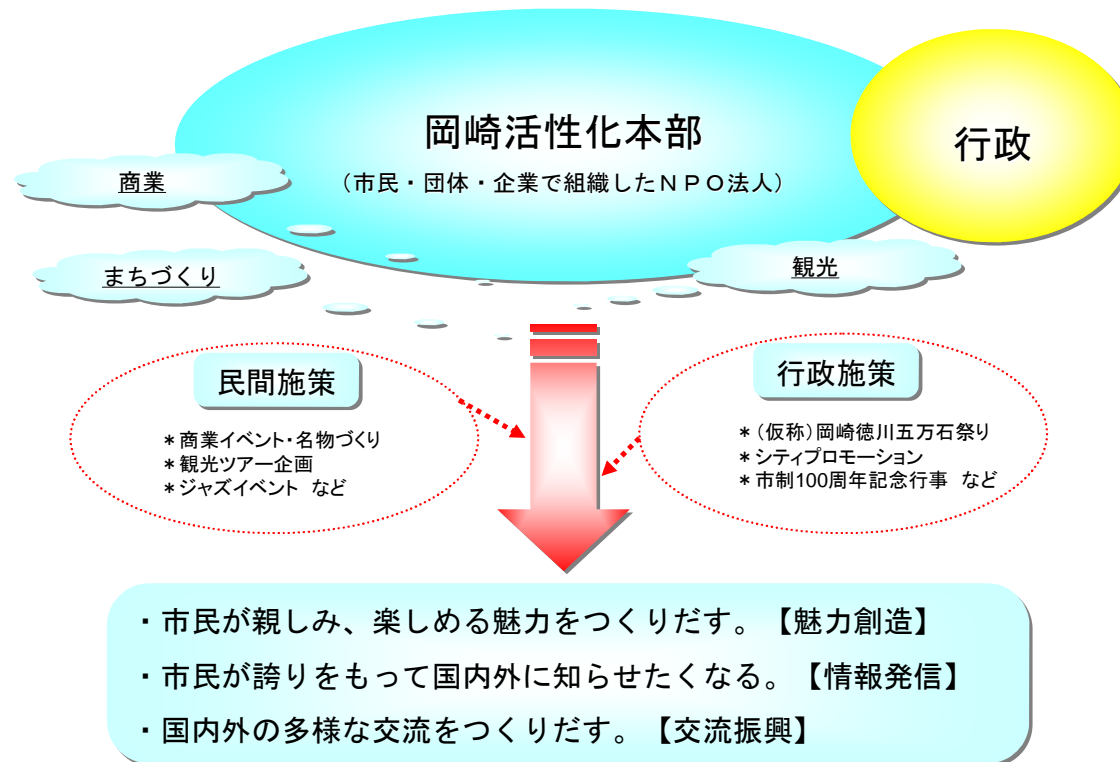 岡崎活性化本部
行政
(市民・団体・企業で組織したNPO法人)
商業
まちづくり
観光
民間施策
*商業イベント・名物づくり
*観光ツアー企画
*ジャズイベント など
行政施策
*(仮称)岡崎徳川五万石祭り
*シティプロモーション
*市制100周年記念行事 など
・市民が親しみ、楽しめる魅力をつくりだす。【魅力創造】
・市民が誇りをもって国内外に知らせたくなる。【情報発信】
・国内外の多様な交流をつくりだす。【交流振興】